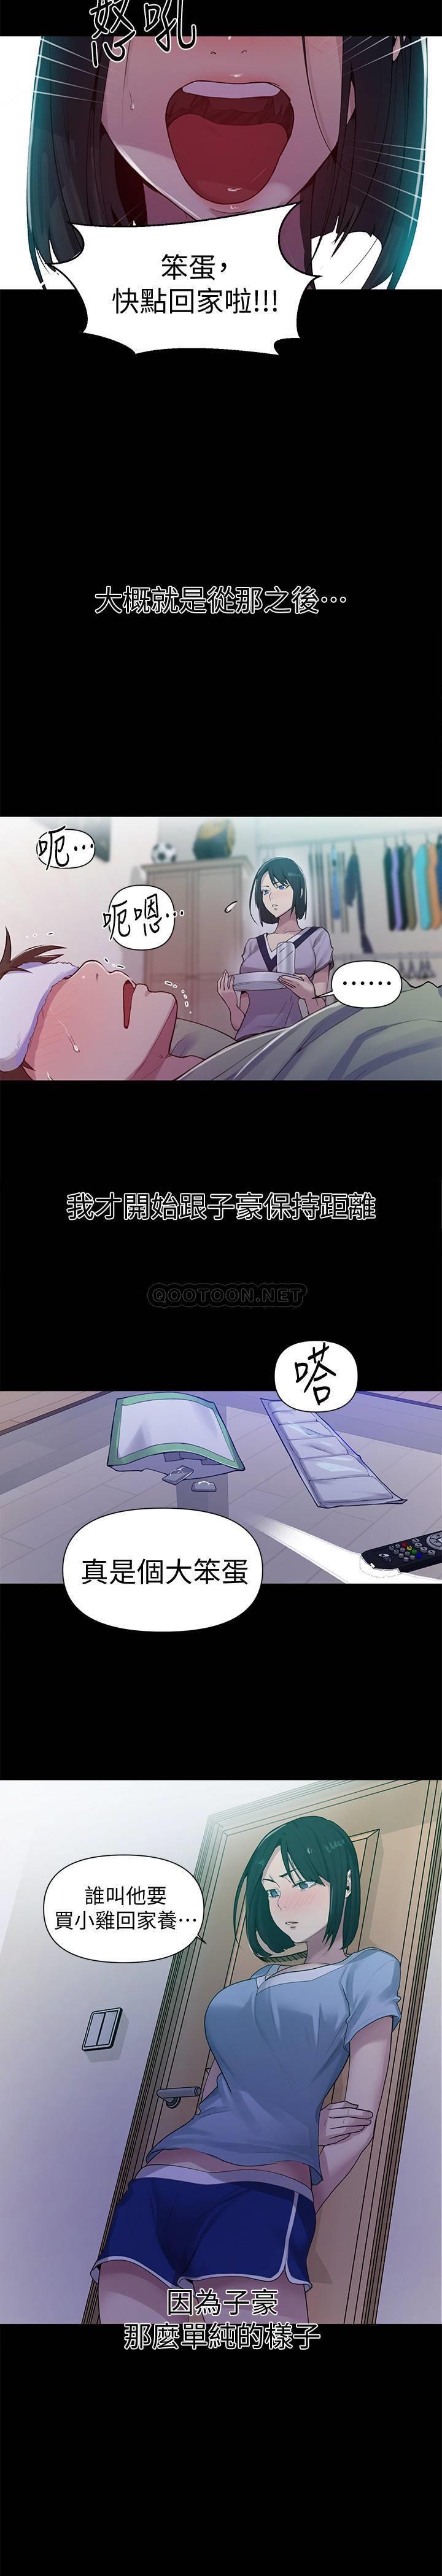 怒吼
笨蛋，
快點回家啦!!!
大概就是從那之後⋯
呃⋯
呃嗯⋯
⋯⋯
我才開始跟子豪保持距離
QOOTOON.NET
嗒
真是個大笨蛋
誰叫他要
買小雞回家養⋯
因為子豪
那麼單純的樣子